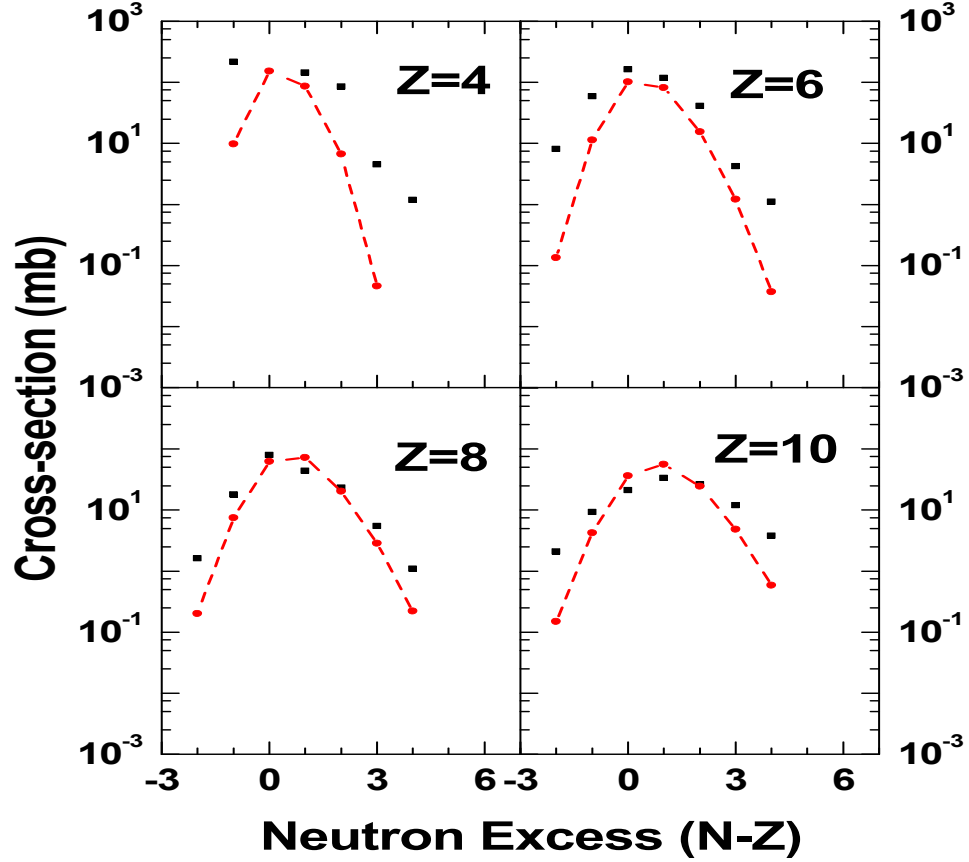 10³ 10³
Z=4 Z=6
10¹ 10¹
10⁻¹ 10⁻¹
10⁻³ 10⁻³
Cross-section (mb)
Z=8 Z=10
10¹ 10¹
10⁻¹ 10⁻¹
10⁻³ 10⁻³
-3 0 3 6 -3 0 3 6
Neutron Excess (N-Z)